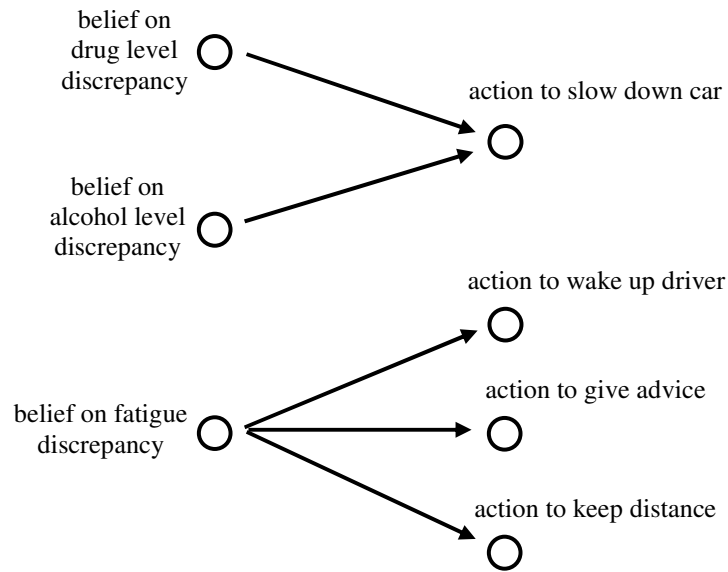 belief on
drug level
discrepancy
action to slow down car
belief on
alcohol level
discrepancy
action to wake up driver
action to give advice
belief on fatigue
discrepancy
action to keep distance